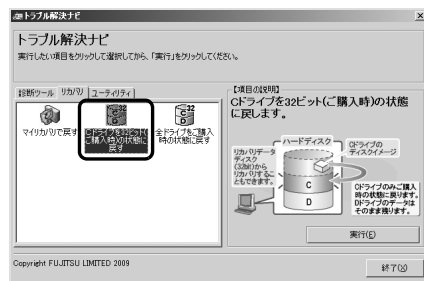 トラブル解決ナビ
トラブル解決ナビ
実行したい項目をクリックして選択してから、「実行」をクリックしてください。
診断ツール リカバリ ユーティリティ
マイリカバリで戻す
Cドライブを32ビット(ご購入時)の状態に戻す
全ドライブをご購入時の状態に戻す
【項目の説明】
Cドライブを32ビット(ご購入時)の状態
に戻します。
ハードディスク
Cドライブの
ディスクイメージ
リカバリデータ
ディスク
(32bit)から
リカバリするこ
ともできます。
C
D
Cドライブのみご購入
時の状態に戻ります。
Dドライブのデータは
そのまま残ります。
実行(E)
Copyright FUJITSU LIMITED 2009
終了(X)